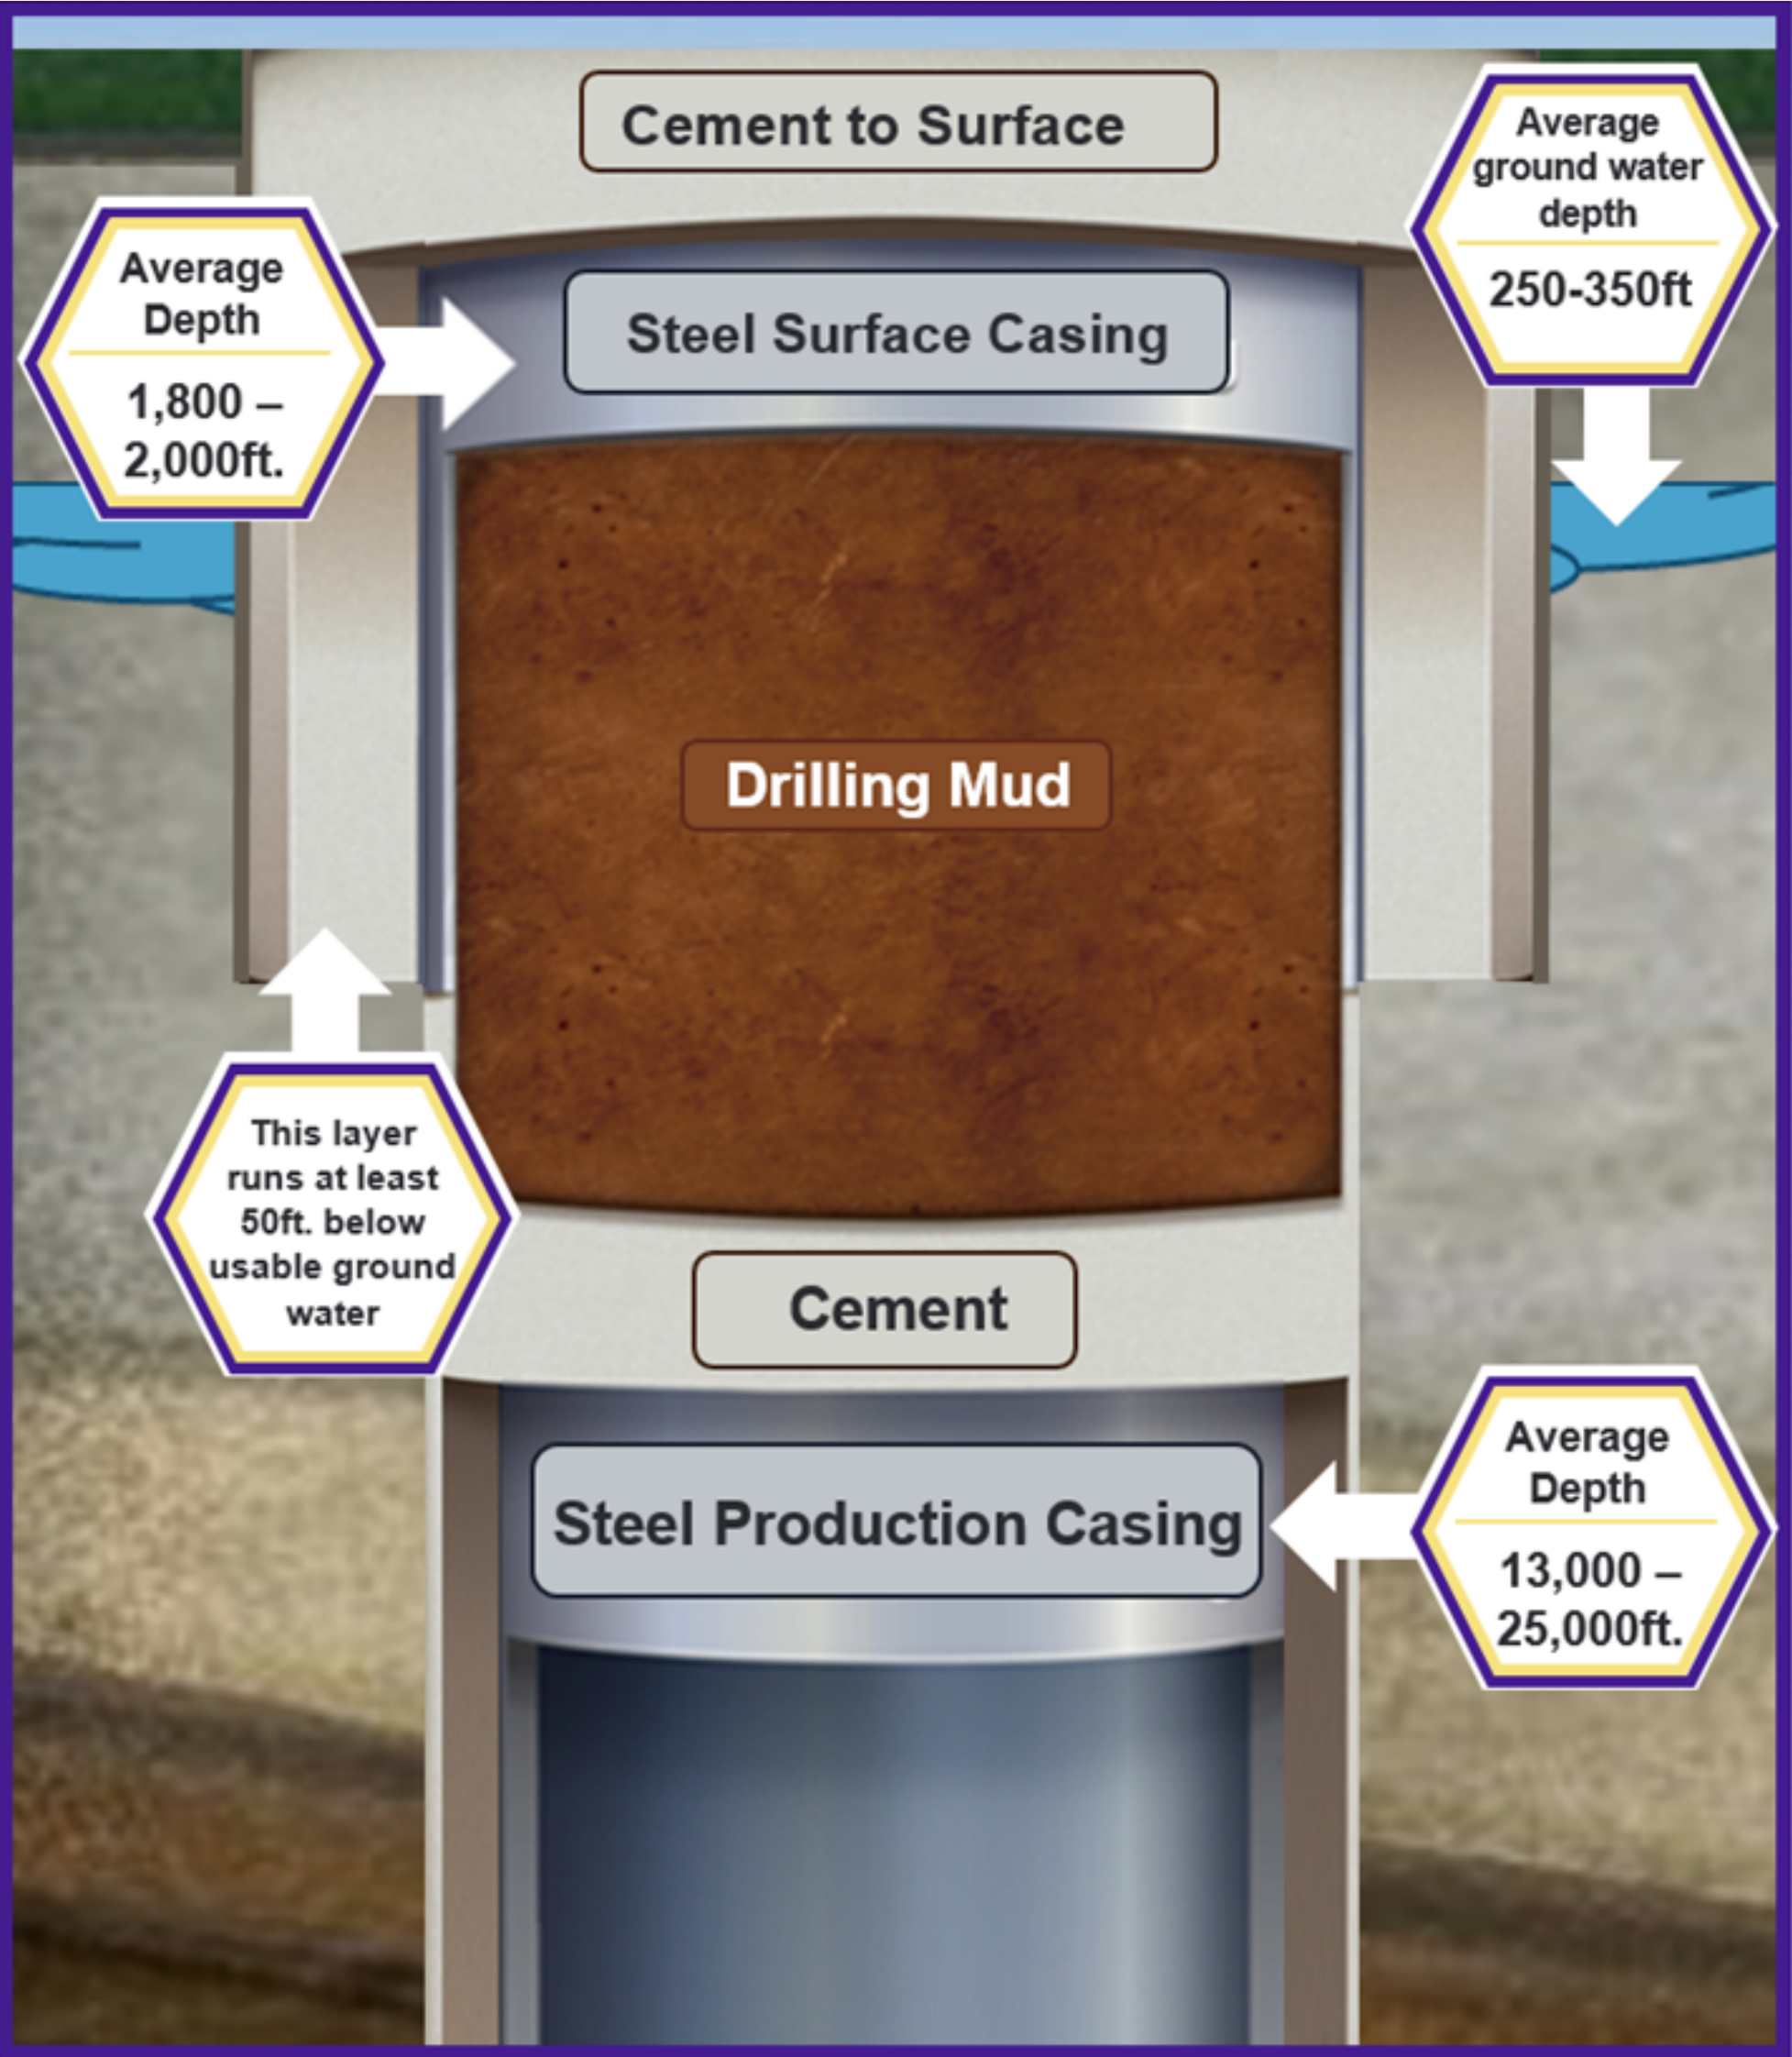 Cement to Surface
Average
ground water
depth
250-350ft
Average
Depth
1,800 –
2,000ft.
Steel Surface Casing
Drilling Mud
This layer
runs at least
50ft. below
usable ground
water
Cement
Steel Production Casing
Average
Depth
13,000 –
25,000ft.